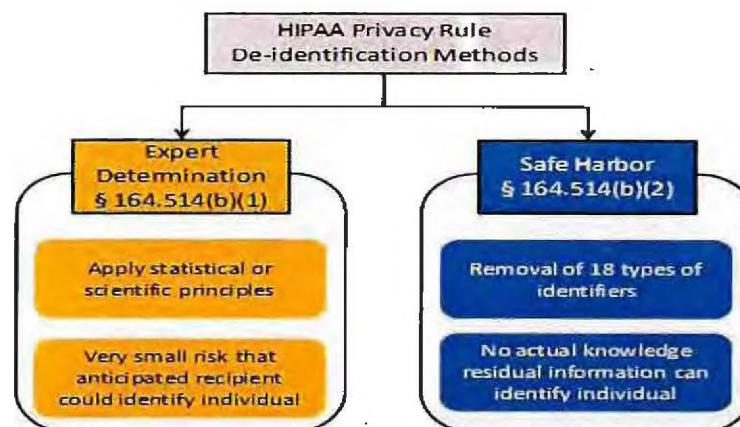 HIPAA Privacy Rule
De-identification Methods
Expert
Determination
§ 164.514(b)(1)
Apply statistical or
scientific principles
Very small risk that
anticipated recipient
could identify individual
Safe Harbor
§ 164.514(b)(2)
Removal of 18 types of
identifiers
No actual knowledge
residual information can
identify individual